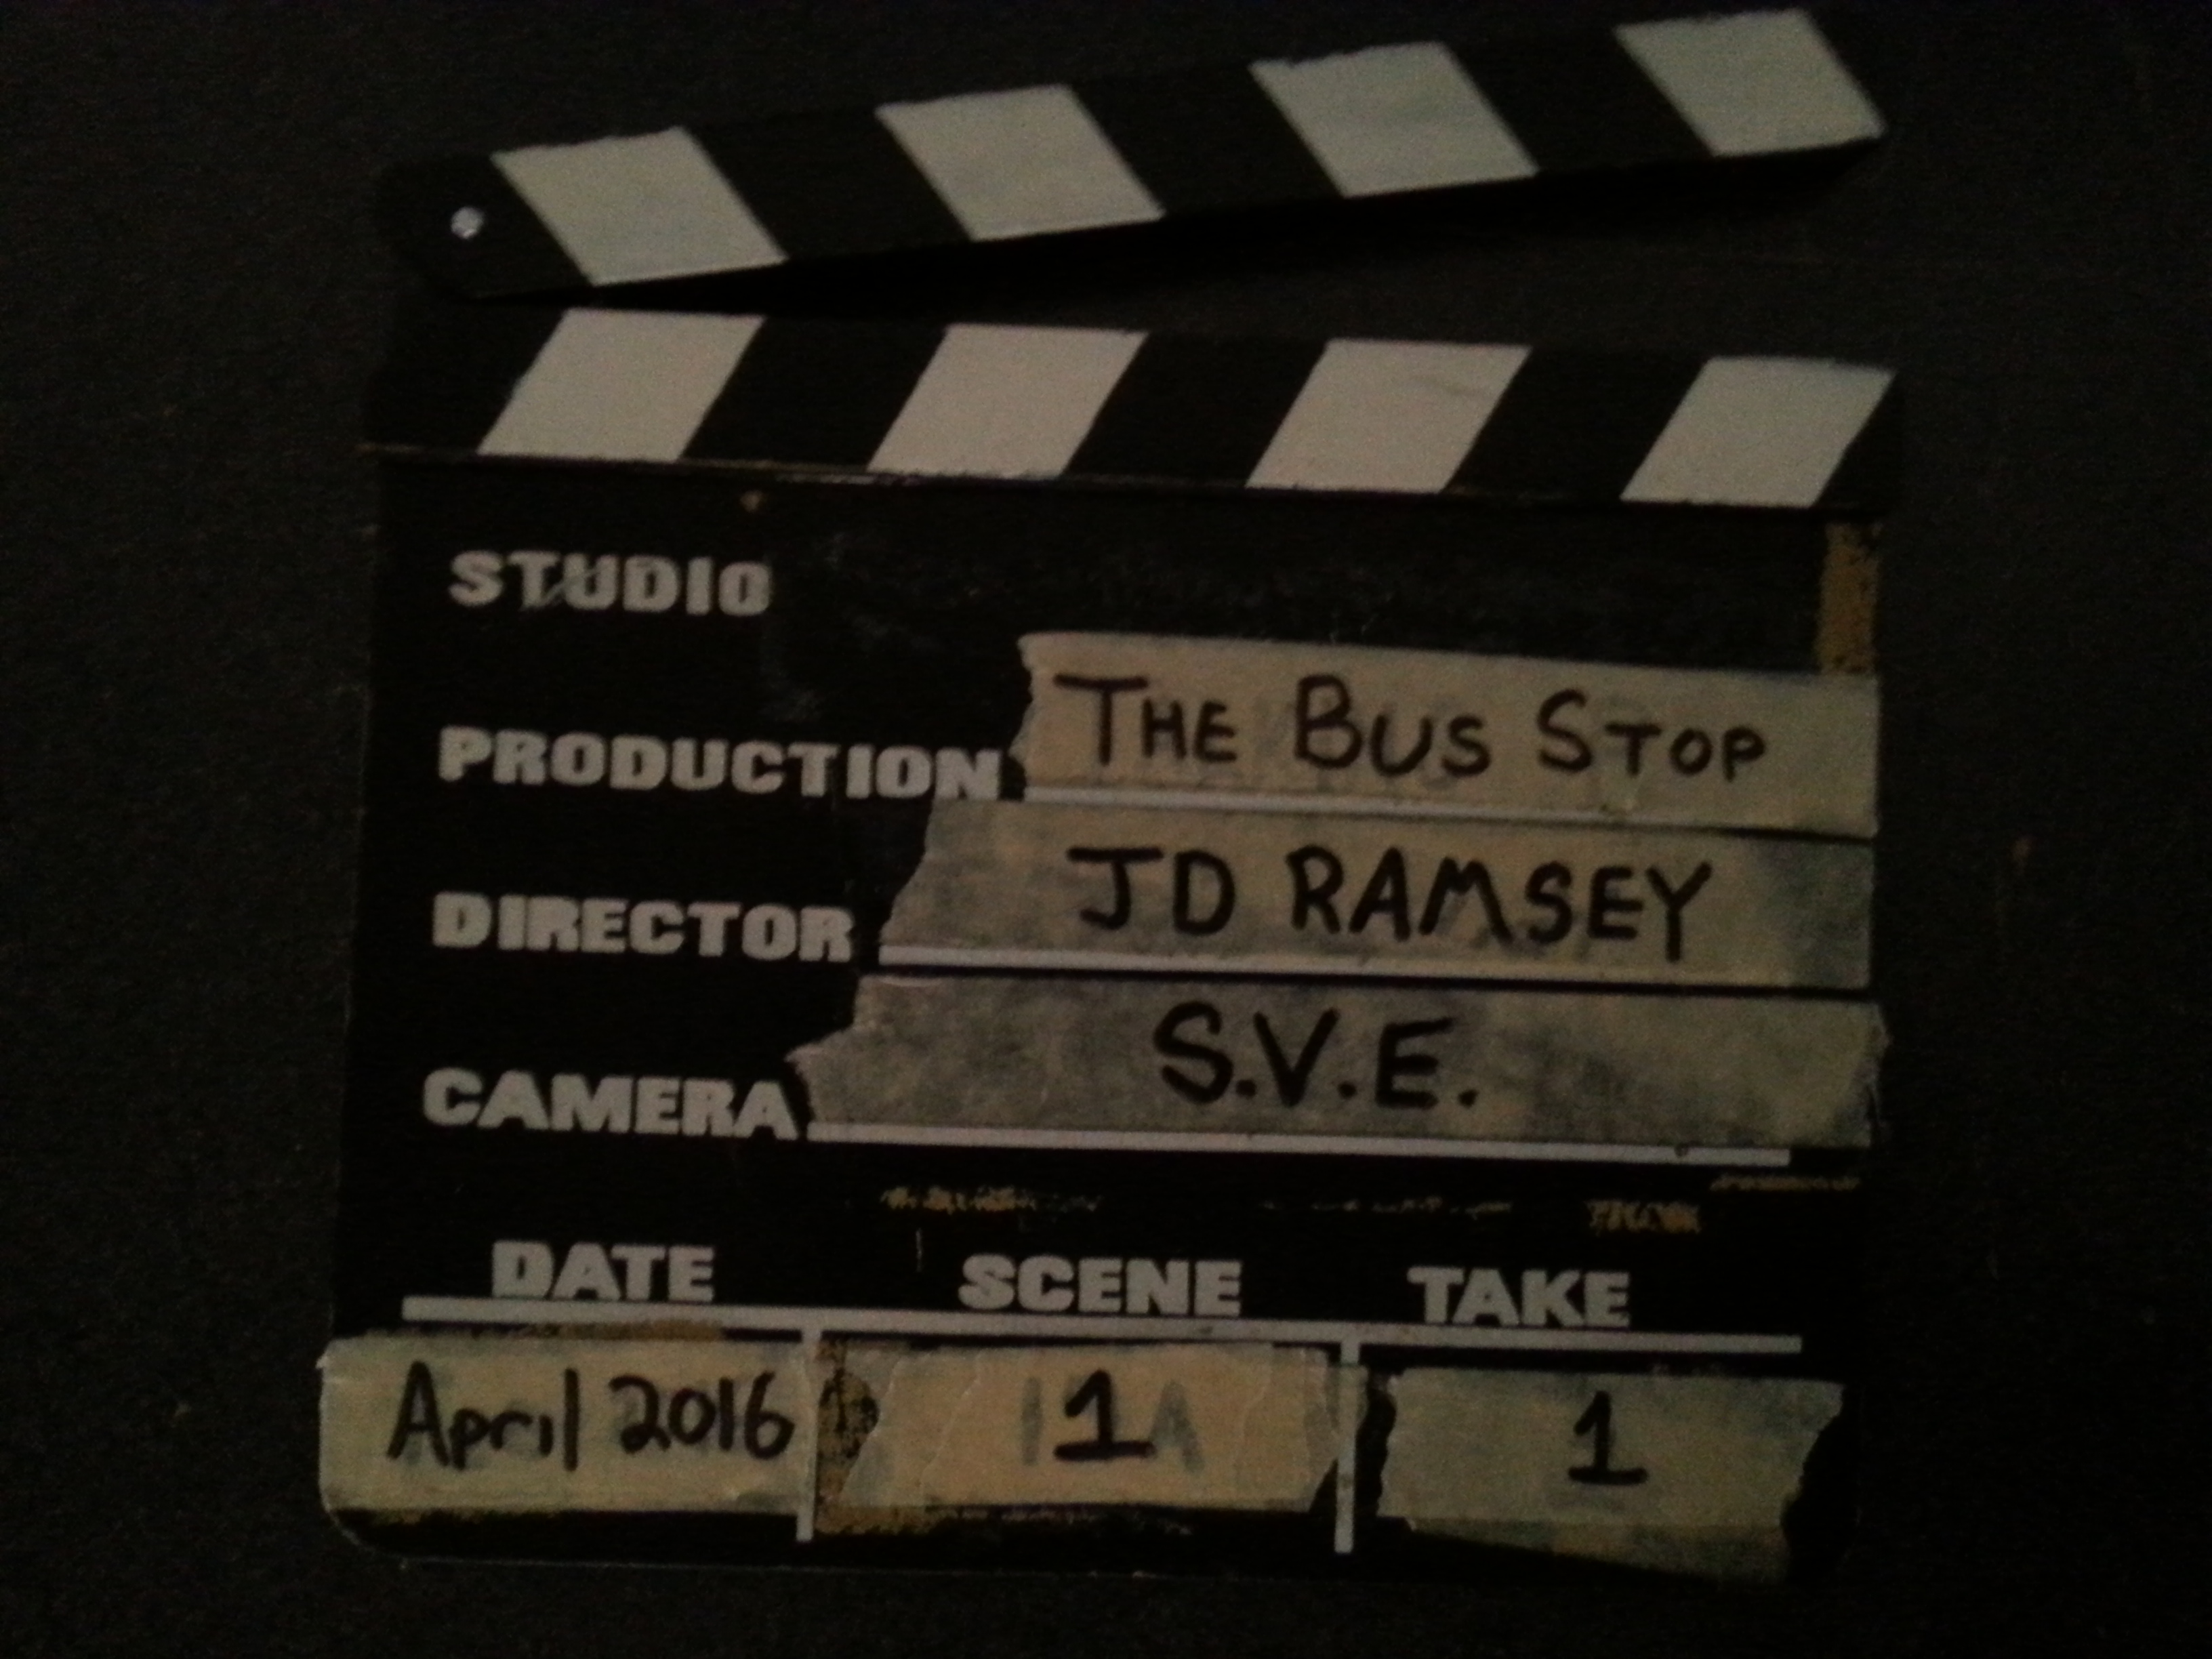 STUDIO
PRODUCTION THE BUS STOP
DIRECTOR JD RAMSEY
CAMERA S.V.E.
DATE SCENE TAKE
April 2016 1 1